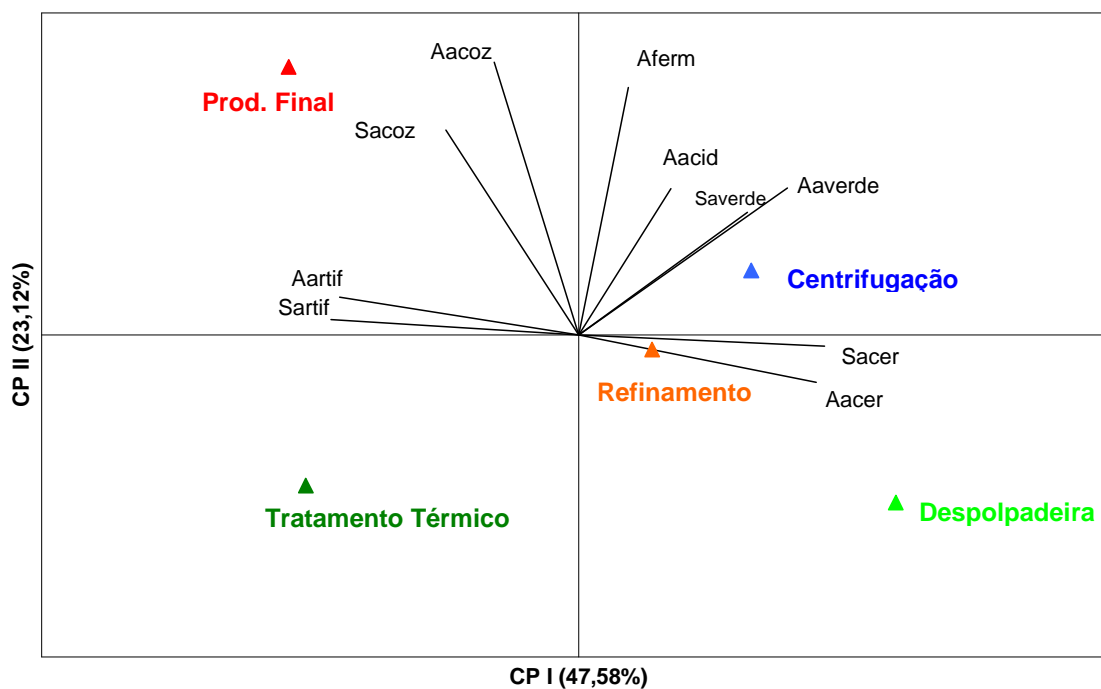 Aacoz
Aferm
Prod. Final
Sacoz
Aacid
Aaverde
Saverde
Aartif
Centrifugação
Sartif
Sacer
Refinamento
Aacer
Tratamento Térmico
Despolpadeira
CP II (23,12%)
CP I (47,58%)